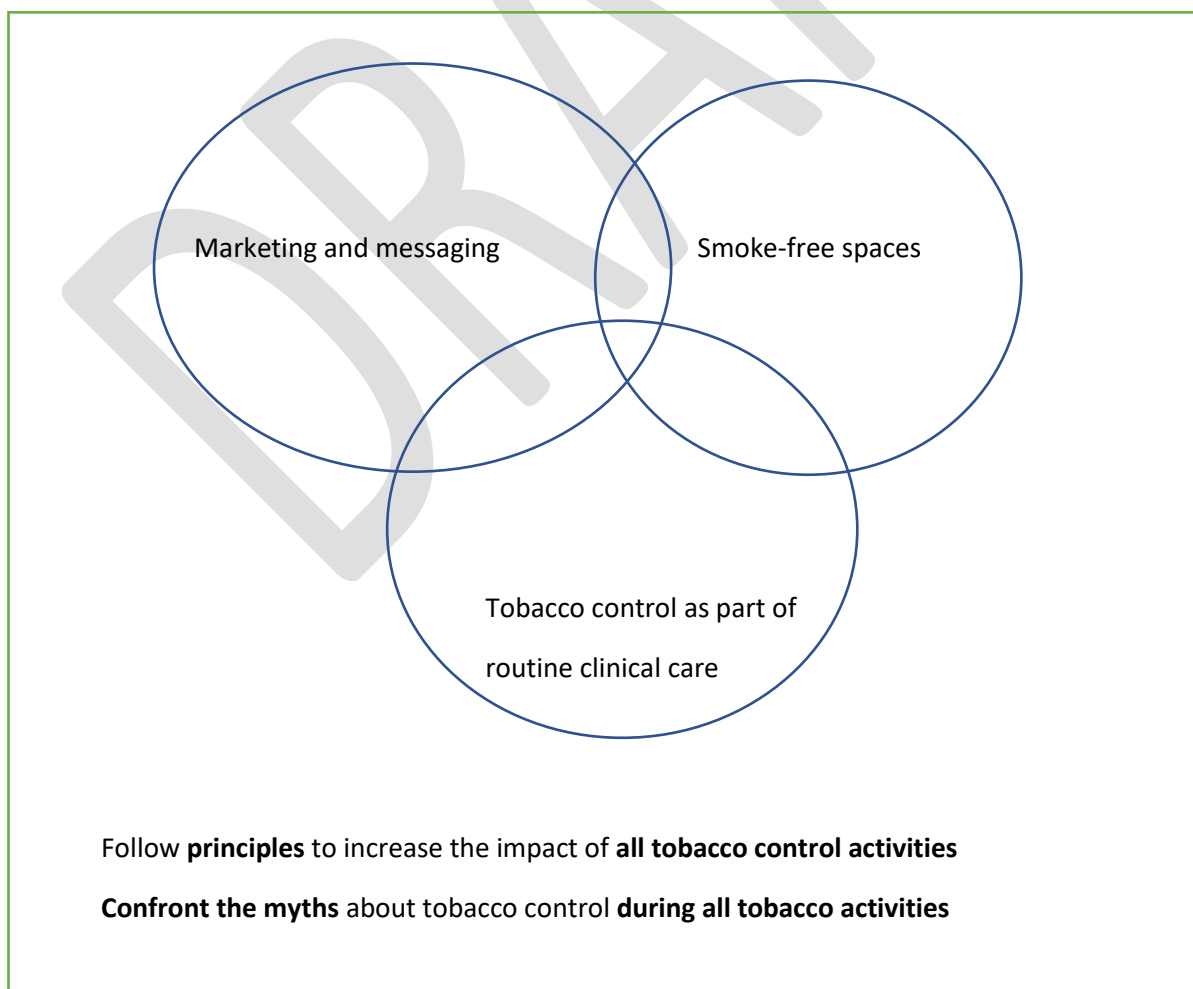 DRA
Marketing and messaging
Smoke-free spaces
Tobacco control as part of
routine clinical care
Follow principles to increase the impact of all tobacco control activities
Confront the myths about tobacco control during all tobacco activities